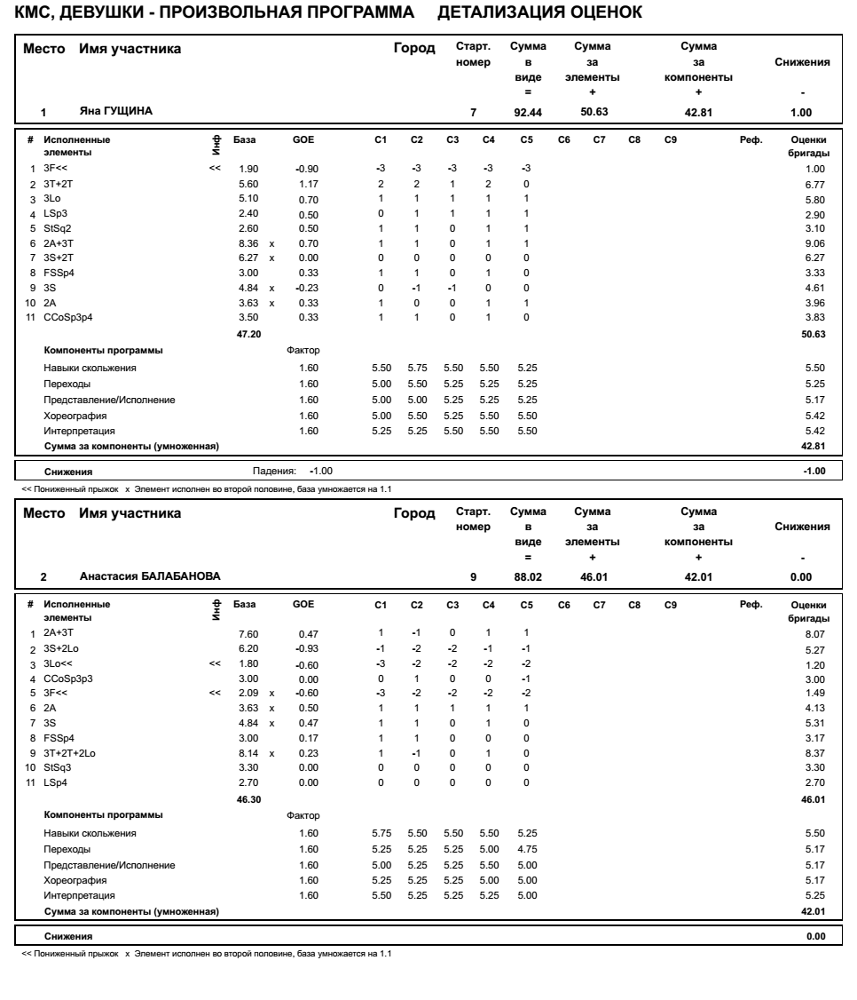 КМС, ДЕВУШКИ - ПРОИЗВОЛЬНАЯ ПРОГРАММА ДЕТАЛИЗАЦИЯ ОЦЕНОК
Место Имя участника Город Старт. номер Сумма в виде = Сумма за элементы + Сумма за компоненты + Снижения -
1 Яна ГУЩИНА 7 92.44 50.63 42.81 1.00
# Исполненные элементы Инф База GOE C1 C2 C3 C4 C5 C6 C7 C8 C9 Реф. Оценки бригады
1 3F<< << 1.90 -0.90 -3 -3 -3 -3 -3 1.00
2 3T+2T 5.60 1.17 2 2 1 2 0 6.77
3 3Lo 5.10 0.70 1 1 1 1 1 5.80
4 LSp3 2.40 0.50 0 1 1 1 1 2.90
5 StSq2 2.60 0.50 1 1 0 1 1 3.10
6 2A+3T 8.36 x 0.70 1 1 0 1 1 9.06
7 3S+2T 6.27 x 0.00 0 0 0 0 0 6.27
8 FSSp4 3.00 0.33 1 1 0 1 0 3.33
9 3S 4.84 x -0.23 0 -1 -1 0 0 4.61
10 2A 3.63 x 0.33 1 0 0 1 1 3.96
11 CCoSp3p4 3.50 0.33 1 1 0 1 0 3.83
47.20 50.63
Компоненты программы Фактор
Навыки скольжения 1.60 5.50 5.75 5.50 5.50 5.25 5.50
Переходы 1.60 5.00 5.50 5.25 5.25 5.25 5.25
Представление/Исполнение 1.60 5.00 5.00 5.25 5.25 5.25 5.17
Хореография 1.60 5.00 5.50 5.25 5.50 5.50 5.42
Интерпретация 1.60 5.25 5.25 5.50 5.50 5.50 5.42
Сумма за компоненты (умноженная) 42.81
Снижения Падения: -1.00 -1.00
<< Пониженный прыжок x Элемент исполнен во второй половине, база умножается на 1.1
Место Имя участника Город Старт. номер Сумма в виде = Сумма за элементы + Сумма за компоненты + Снижения -
2 Анастасия БАЛАБАНОВА 9 88.02 46.01 42.01 0.00
# Исполненные элементы Инф База GOE C1 C2 C3 C4 C5 C6 C7 C8 C9 Реф. Оценки бригады
1 2A+3T 7.60 0.47 1 -1 0 1 1 8.07
2 3S+2Lo 6.20 -0.93 -1 -2 -2 -1 -1 5.27
3 3Lo<< << 1.80 -0.60 -3 -2 -2 -2 -2 1.20
4 CCoSp3p3 3.00 0.00 0 1 0 0 -1 3.00
5 3F<< << 2.09 x -0.60 -3 -2 -2 -2 -2 1.49
6 2A 3.63 x 0.50 1 1 1 1 1 4.13
7 3S 4.84 x 0.47 1 1 0 1 0 5.31
8 FSSp4 3.00 0.17 1 1 0 0 0 3.17
9 3T+2T+2Lo 8.14 x 0.23 1 -1 0 1 0 8.37
10 StSq3 3.30 0.00 0 0 0 0 0 3.30
11 LSp4 2.70 0.00 0 0 0 0 0 2.70
46.30 46.01
Компоненты программы Фактор
Навыки скольжения 1.60 5.75 5.50 5.50 5.50 5.25 5.50
Переходы 1.60 5.25 5.25 5.25 5.00 4.75 5.17
Представление/Исполнение 1.60 5.00 5.25 5.25 5.50 5.00 5.17
Хореография 1.60 5.25 5.25 5.25 5.00 5.00 5.17
Интерпретация 1.60 5.50 5.25 5.25 5.25 5.00 5.25
Сумма за компоненты (умноженная) 42.01
Снижения 0.00
<< Пониженный прыжок x Элемент исполнен во второй половине, база умножается на 1.1